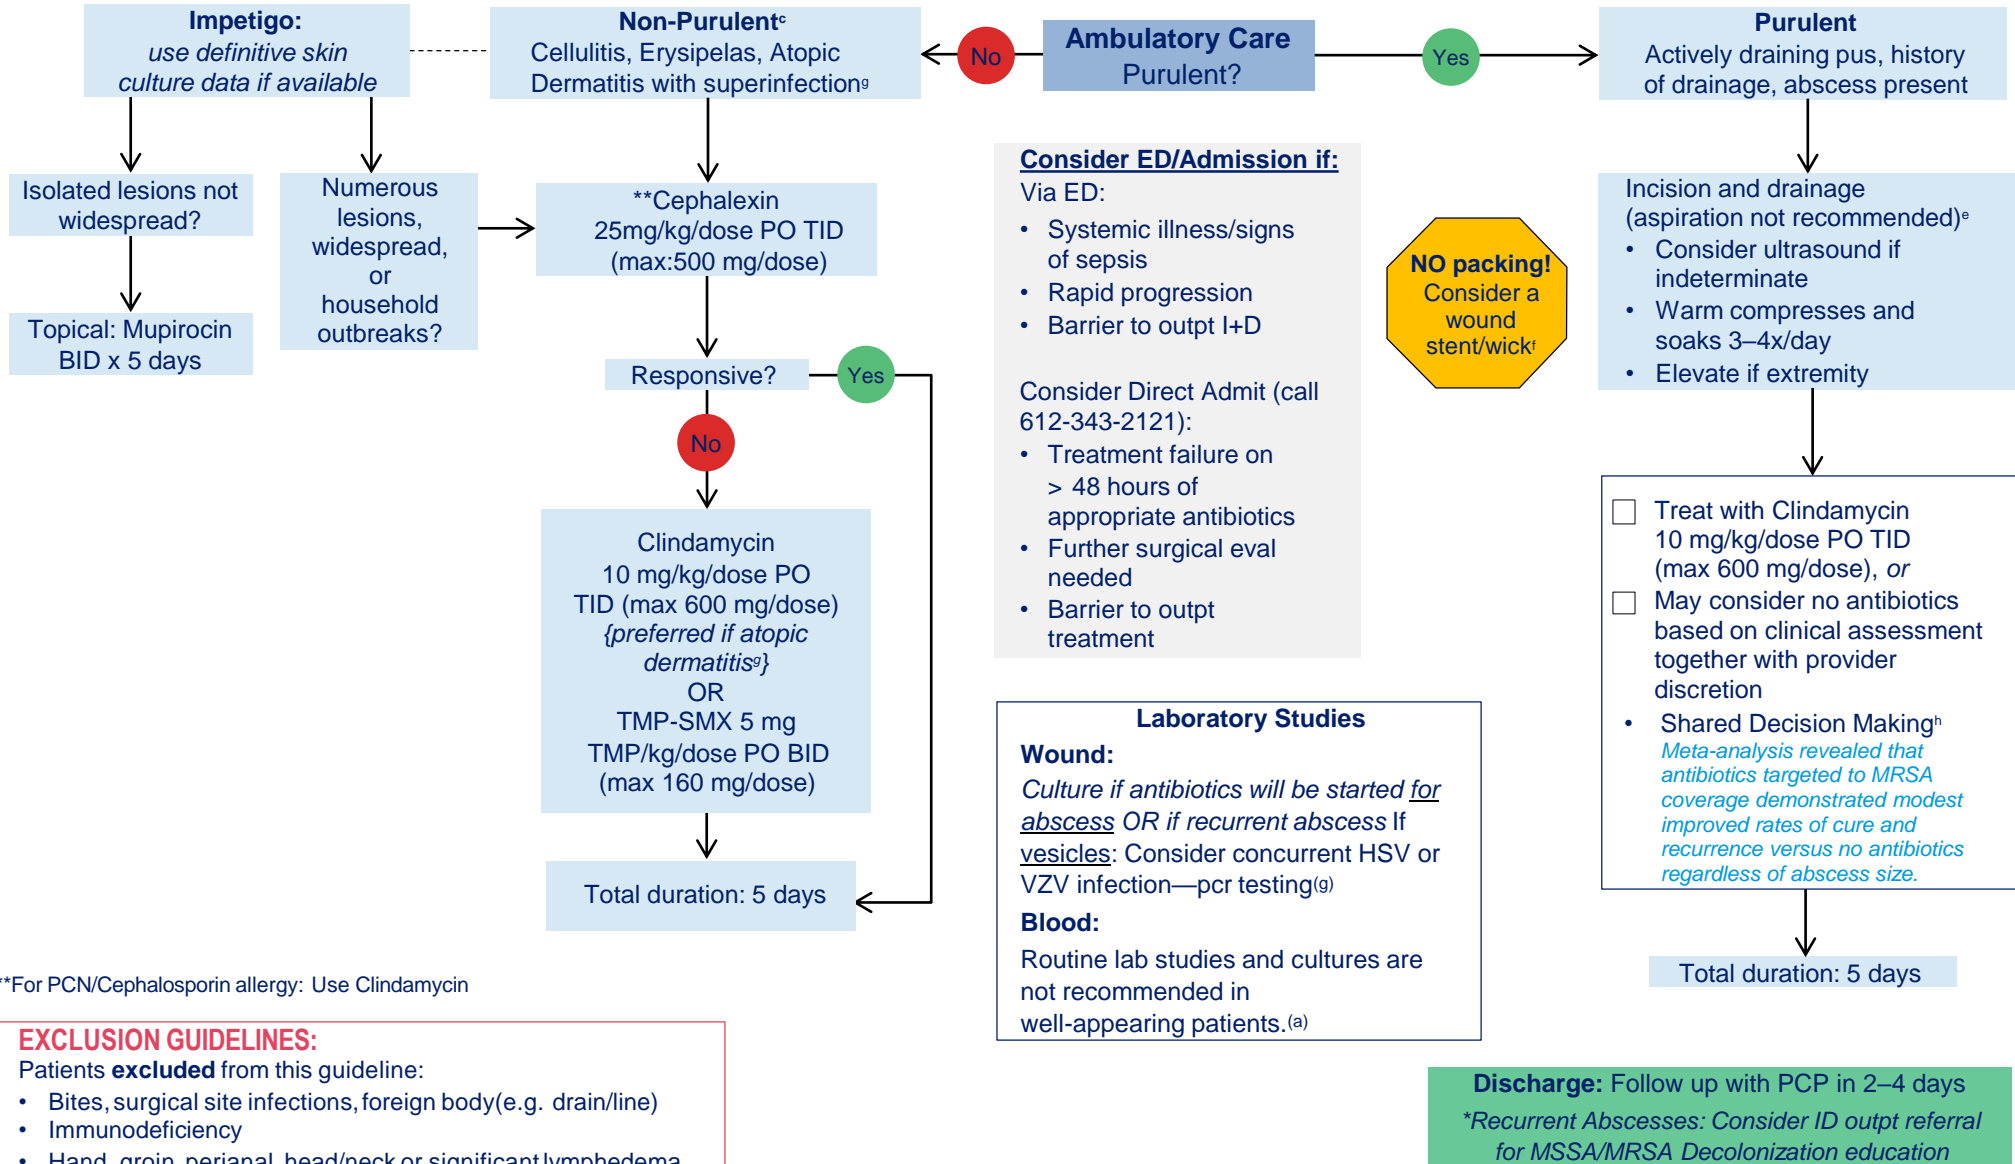 Impetigo:
use definitive skin
culture data if available
Non-Purulentᶜ
Cellulitis, Erysipelas, Atopic
Dermatitis with superinfectionᵍ
No
Ambulatory Care
Purulent?
Yes
Purulent
Actively draining pus, history
of drainage, abscess present
Isolated lesions not
widespread?
Topical: Mupirocin
BID x 5 days
Numerous
lesions,
widespread,
or
household
outbreaks?
**Cephalexin
25mg/kg/dose PO TID
(max:500 mg/dose)
Responsive?
Yes
No
Clindamycin
10 mg/kg/dose PO
TID (max 600 mg/dose)
{preferred if atopic
dermatitisᵍ}
OR
TMP-SMX 5 mg
TMP/kg/dose PO BID
(max 160 mg/dose)
Total duration: 5 days
Consider ED/Admission if:
Via ED:
• Systemic illness/signs
of sepsis
• Rapid progression
• Barrier to outpt I+D
Consider Direct Admit (call
612-343-2121):
• Treatment failure on
> 48 hours of
appropriate antibiotics
• Further surgical eval
needed
• Barrier to outpt
treatment
NO packing!
Consider a
wound
stent/wickᶠ
Incision and drainage
(aspiration not recommended)ᵉ
• Consider ultrasound if
indeterminate
• Warm compresses and
soaks 3–4x/day
• Elevate if extremity
☐ Treat with Clindamycin
10 mg/kg/dose PO TID
(max 600 mg/dose), or
☐ May consider no antibiotics
based on clinical assessment
together with provider
discretion
• Shared Decision Makingʰ
Meta-analysis revealed that
antibiotics targeted to MRSA
coverage demonstrated modest
improved rates of cure and
recurrence versus no antibiotics
regardless of abscess size.
Total duration: 5 days
Laboratory Studies
Wound:
Culture if antibiotics will be started for
abscess OR if recurrent abscess If
vesicles: Consider concurrent HSV or
VZV infection—pcr testing(g)
Blood:
Routine lab studies and cultures are
not recommended in
well-appearing patients.(a)
**For PCN/Cephalosporin allergy: Use Clindamycin
EXCLUSION GUIDELINES:
Patients excluded from this guideline:
• Bites, surgical site infections, foreign body(e.g. drain/line)
• Immunodeficiency
• Hand, groin, perianal, head/neck or significant lymphedema
Discharge: Follow up with PCP in 2–4 days
*Recurrent Abscesses: Consider ID outpt referral
for MSSA/MRSA Decolonization education